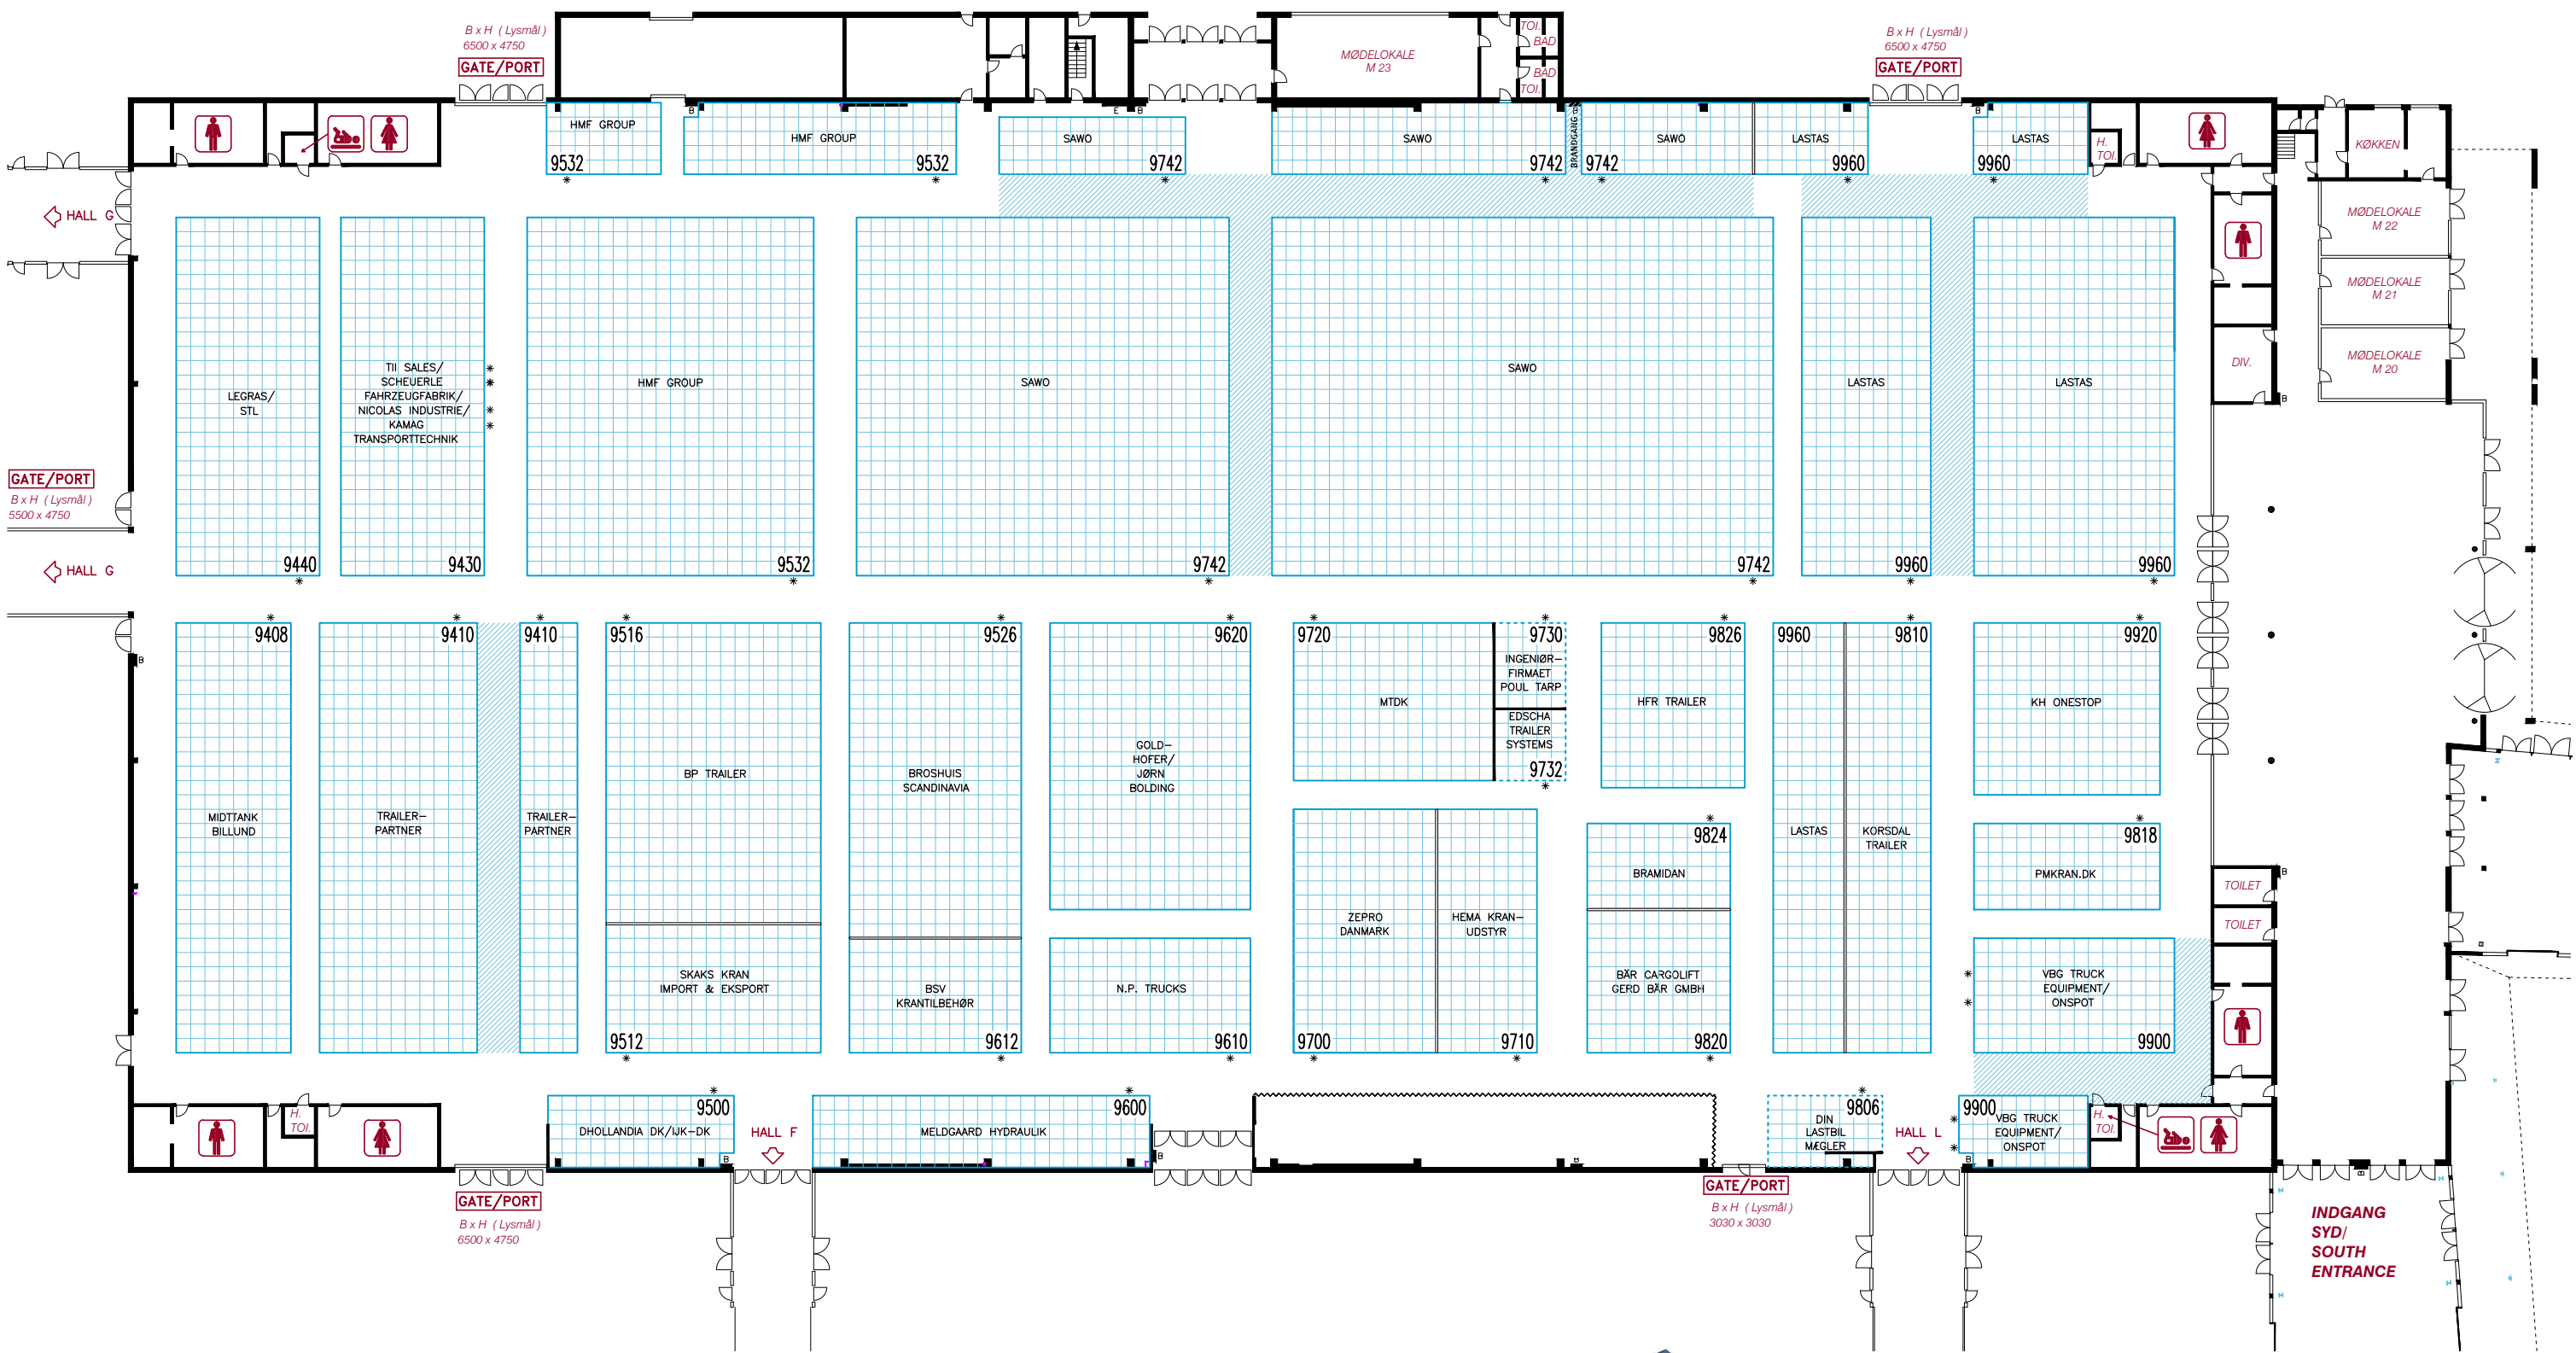 B x H ( Lysmål )
6500 x 4750
GATE/PORT
MØDELOKALE
M 23
TOI.
BAD
BAD
TOI.
B x H ( Lysmål )
6500 x 4750
GATE/PORT
HMF GROUP
9532
B
HMF GROUP
9532
E
B
SAWO
9742
SAWO
9742
B
BRANDGANG
SAWO
9742
LASTAS
9960
B
LASTAS
9960
H.
TOI.
KØKKEN
HALL G
MØDELOKALE
M 22
MØDELOKALE
M 21
MØDELOKALE
M 20
DIV.
B
LEGRAS/
STL
9440
TII SALES/
SCHEUERLE
FAHRZEUGFABRIK/
NICOLAS INDUSTRIE/
KAMAG
TRANSPORTTECHNIK
9430
HMF GROUP
9532
SAWO
9742
SAWO
9742
LASTAS
9960
LASTAS
9960
GATE/PORT
B x H ( Lysmål )
5500 x 4750
HALL G
B
9408
MIDTTANK
BILLUND
9410
TRAILER-
PARTNER
9410
TRAILER-
PARTNER
9516
BP TRAILER
SKAKS KRAN
IMPORT & EKSPORT
9512
9526
BROSHUIS
SCANDINAVIA
BSV
KRANTILBEHØR
9612
9620
GOLD-
HOFER/
JØRN
BOLDING
N.P. TRUCKS
9610
9720
MTDK
9730
INGENIØR-
FIRMAET
POUL TARP
EDSCHA
TRAILER
SYSTEMS
9732
ZEPRO
DANMARK
9700
HEMA KRAN-
UDSTYR
9710
9826
HFR TRAILER
9824
BRAMIDAN
BÄR CARGOLIFT
GERD BÄR GMBH
9820
9960
LASTAS
9810
KORSDAL
TRAILER
9920
KH ONESTOP
9818
PMKRAN.DK
VBG TRUCK
EQUIPMENT/
ONSPOT
9900
B
TOILET
TOILET
H.
TOI.
9500
DHOLLANDIA DK/IJK-DK
B
HALL F
9600
MELDGAARD HYDRAULIK
B
B
9806
DIN
LASTBIL
MÆGLER
HALL L
9900
VBG TRUCK
EQUIPMENT/
ONSPOT
B
H.
TOI.
B
GATE/PORT
B x H ( Lysmål )
6500 x 4750
GATE/PORT
B x H ( Lysmål )
3030 x 3030
INDGANG
SYD/
SOUTH
ENTRANCE